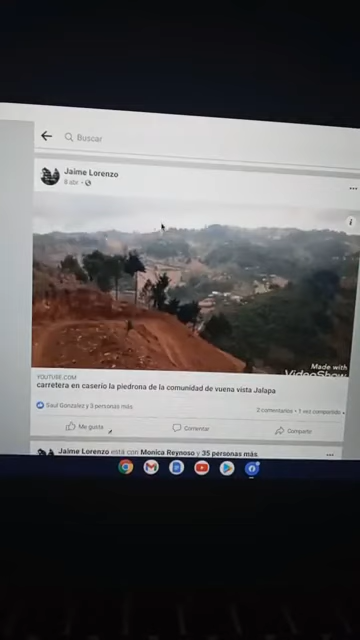 Buscar
Jaime Lorenzo
8 abr
Made with
VideoShow
YOUTUBE.COM
carretera en caserio la piedrona de la comunidad de vuena vista Jalapa
Saul Gonzalez y 3 personas más
2 comentarios • 1 vez compartido
Me gusta
Comentar
Compartir
Jaime Lorenzo está con Monica Reynoso y 35 personas más.